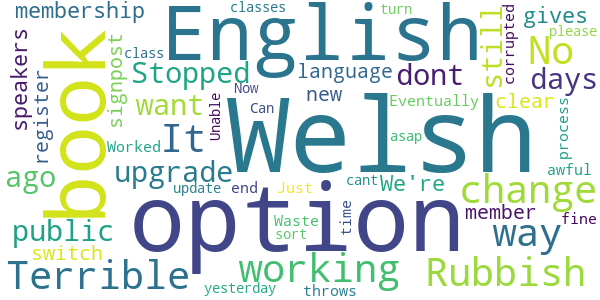 membership
classes
turn
gives
please
English
speakers
book
class
Stopped
language
dont
still
corrupted
No
days
register
signpost
want
new
Now
Can
Unable
Eventually
clear
process
It
Welsh
Worked
asap
ago
upgrade
update
end
cant
We're
Just
awful
change
member
fine
public
option
time
Waste
sort
way
switch
Terrible
working
Rubbish
yesterday
throws